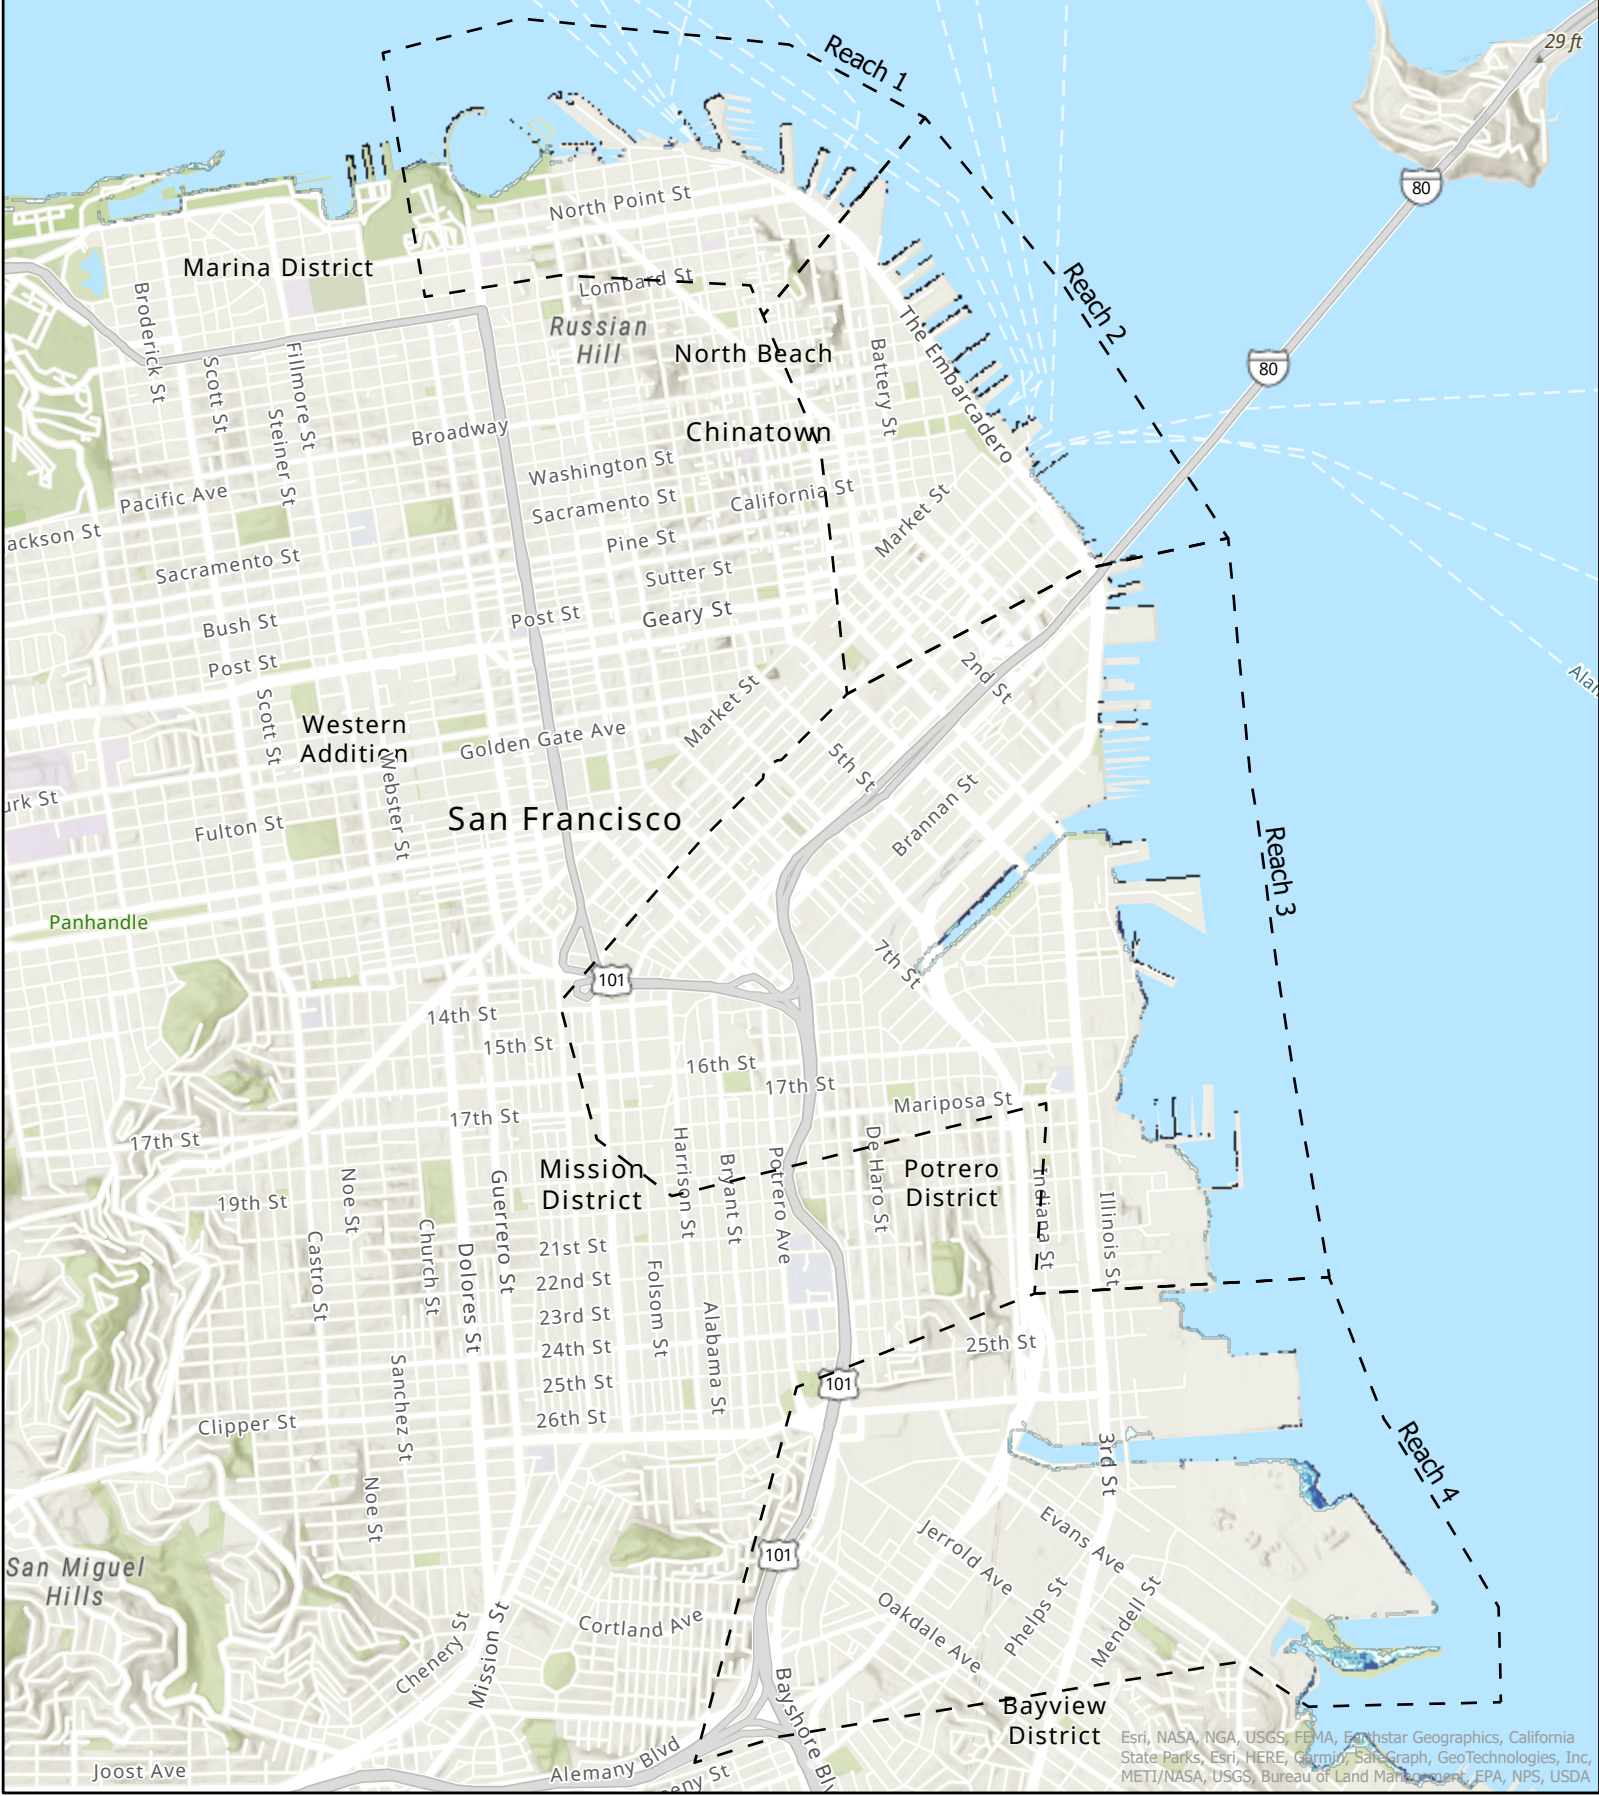 29 ft
Reach 1
80
North Point St
Marina District
Lombard St
Reach 2
Broderick St
Russian
Hill
North Beach
The Embarcadero
Battery St
80
Scott St
Fillmore St
Steiner St
Broadway
Chinatown
Washington St
Pacific Ave
Sacramento St
California St
Market St
ackson St
Pine St
Sacramento St
Sutter St
Geary St
Post St
Bush St
Post St
2nd St
Alan
Scott St
Market St
Western
Addition
Golden Gate Ave
Webster St
5th St
urk St
Brannan St
San Francisco
Fulton St
Reach 3
Panhandle
7th St
101
14th St
15th St
16th St
17th St
Mariposa St
17th St
17th St
Harrison St
Bryant St
Potrero Ave
De Haro St
Mission
District
Potrero
District
Indiana St
Illinois St
Noe St
19th St
Guerrero St
Church St
Castro St
Dolores St
21st St
22nd St
23rd St
24th St
25th St
26th St
Folsom St
Alabama St
25th St
Sanchez St
101
Clipper St
3rd St
Reach 4
Noe St
Evans Ave
Jerrold Ave
101
San Miguel
Hills
Phelps St
Mendell St
Oakdale Ave
Cortland Ave
Chenery St
Mission St
Bayshore Blv
Bayview
District
Alemany Blvd
Joost Ave
eny St
Esri, NASA, NGA, USGS, FEMA, Earthstar Geographics, California
State Parks, Esri, HERE, Garmin, SafeGraph, GeoTechnologies, Inc,
METI/NASA, USGS, Bureau of Land Management, EPA, NPS, USDA